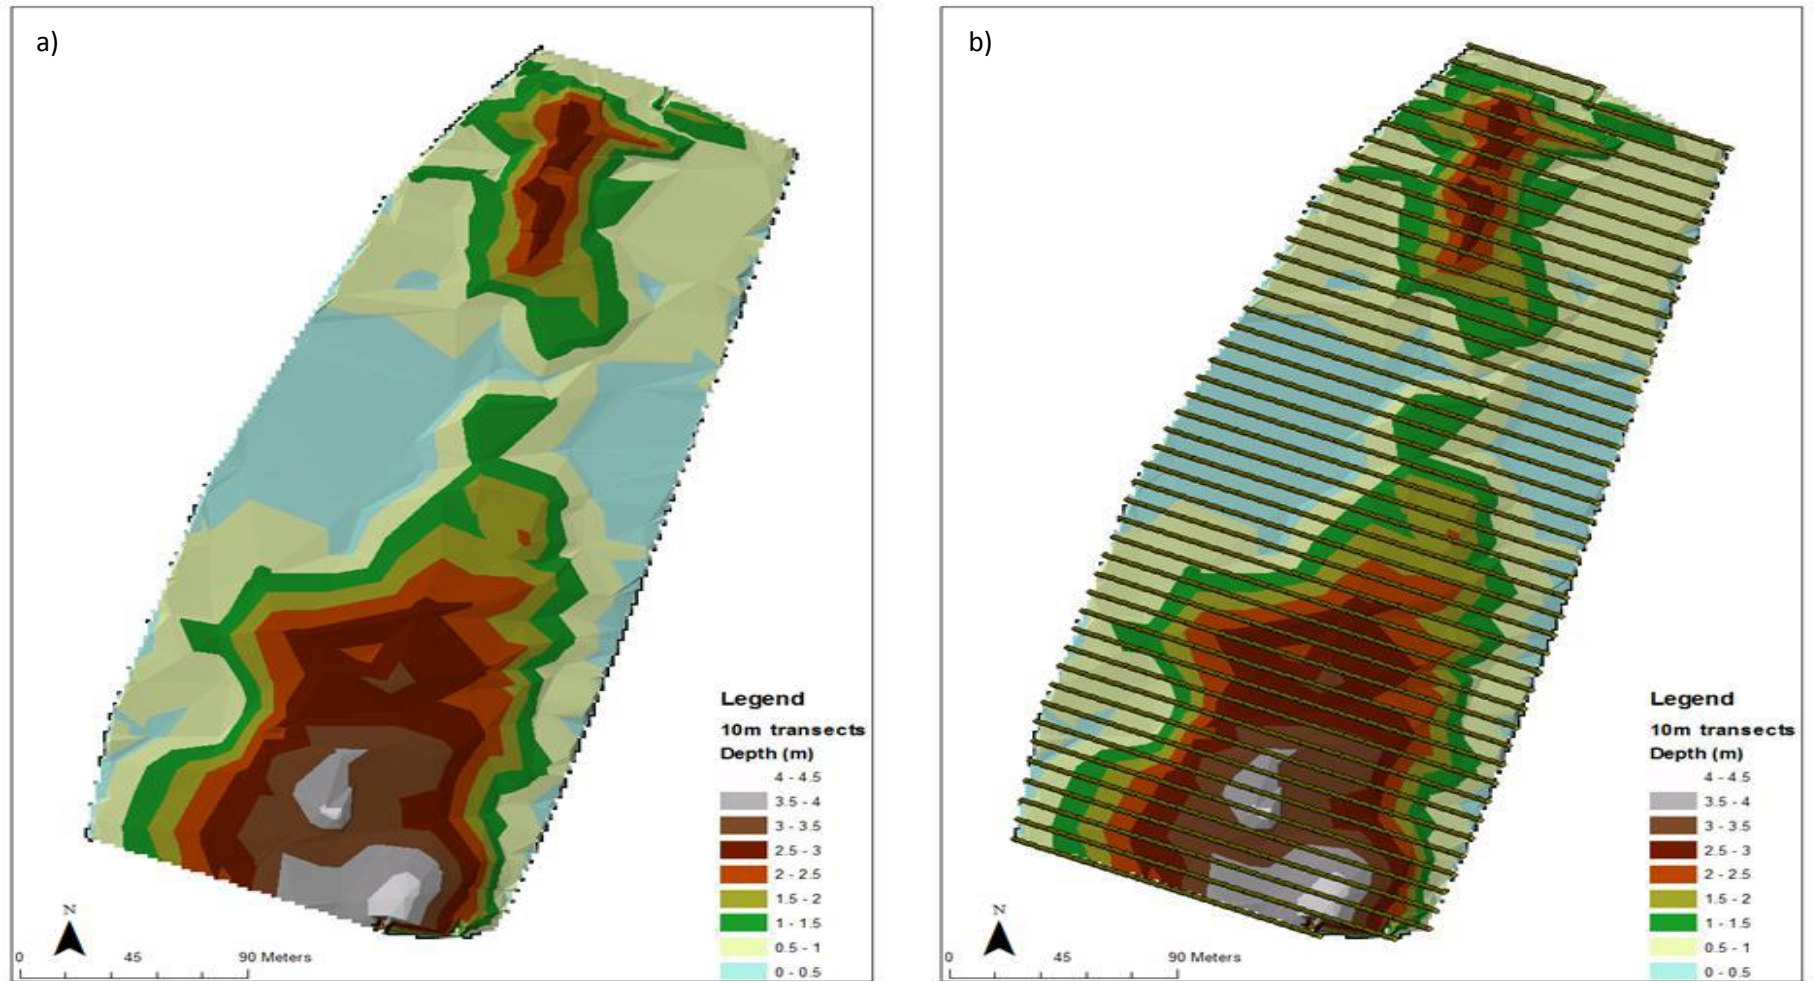 a)
Legend
10m transects
Depth (m)
4 - 4.5
3.5 - 4
3 - 3.5
2.5 - 3
2 - 2.5
1.5 - 2
1 - 1.5
0.5 - 1
0 - 0.5
N
0 45 90 Meters
b)
Legend
10m transects
Depth (m)
4 - 4.5
3.5 - 4
3 - 3.5
2.5 - 3
2 - 2.5
1.5 - 2
1 - 1.5
0.5 - 1
0 - 0.5
N
0 45 90 Meters